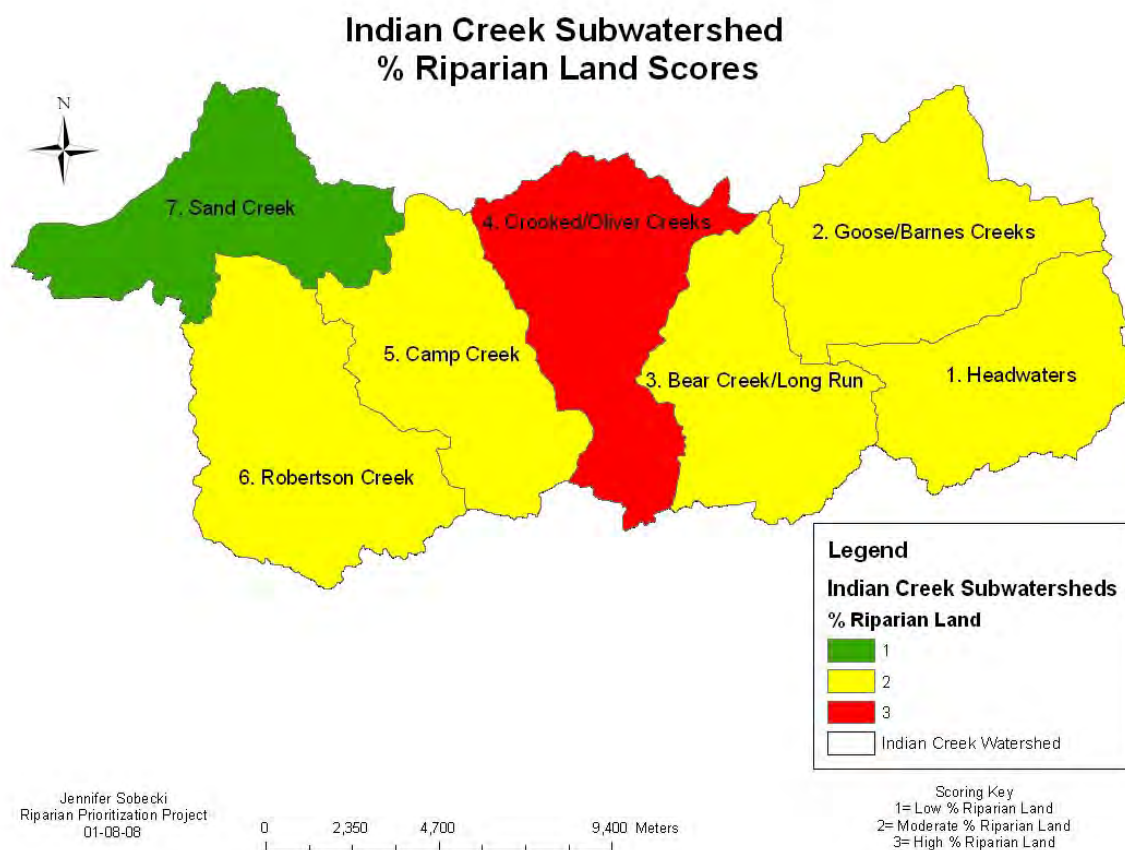 Indian Creek Subwatershed
% Riparian Land Scores
N
7. Sand Creek
4. Crooked/Oliver Creeks
2. Goose/Barnes Creeks
5. Camp Creek
3. Bear Creek/Long Run
1. Headwaters
6. Robertson Creek
Legend
Indian Creek Subwatersheds
% Riparian Land
1
2
3
Indian Creek Watershed
Jennifer Sobecki
Riparian Prioritization Project
01-08-08
0 2,350 4,700 9,400 Meters
Scoring Key
1= Low % Riparian Land
2= Moderate % Riparian Land
3= High % Riparian Land